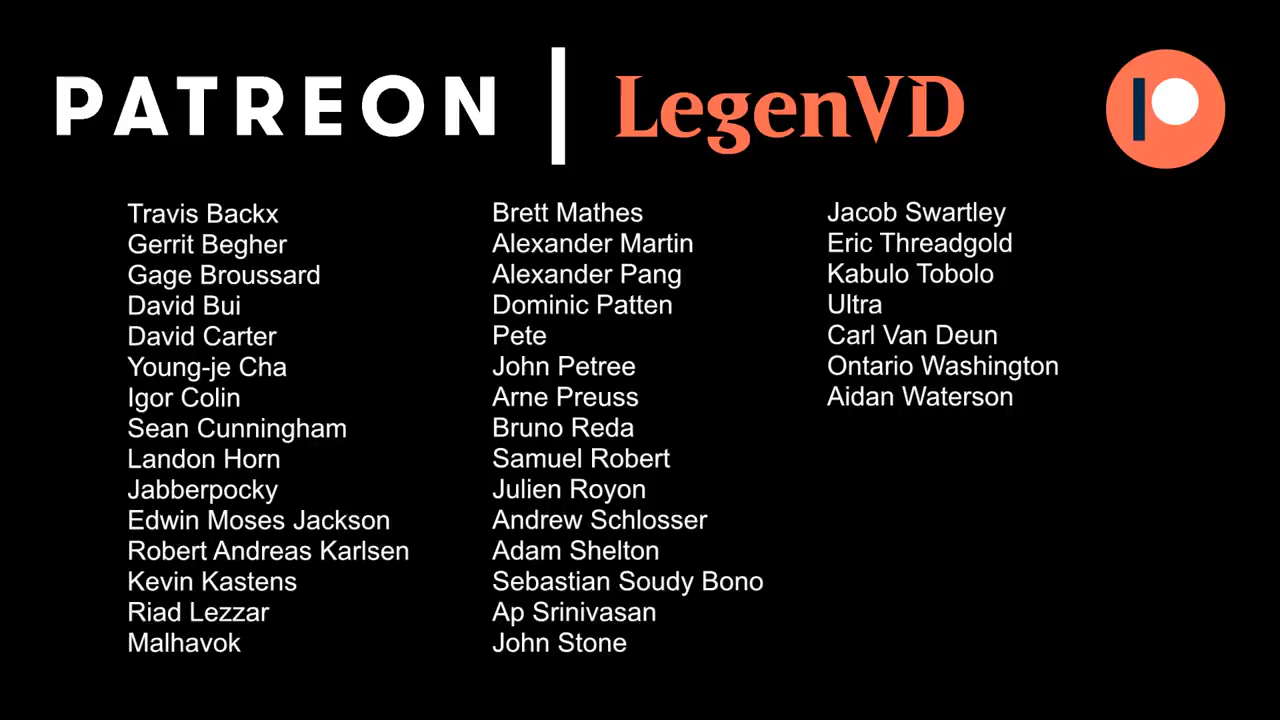 PATREON | LegenVD
Travis Backx
Gerrit Begher
Gage Broussard
David Bui
David Carter
Young-je Cha
Igor Colin
Sean Cunningham
Landon Horn
Jabberpocky
Edwin Moses Jackson
Robert Andreas Karlsen
Kevin Kastens
Riad Lezzar
Malhavok
Brett Mathes
Alexander Martin
Alexander Pang
Dominic Patten
Pete
John Petree
Arne Preuss
Bruno Reda
Samuel Robert
Julien Royon
Andrew Schlosser
Adam Shelton
Sebastian Soudy Bono
Ap Srinivasan
John Stone
Jacob Swartley
Eric Threadgold
Kabulo Tobolo
Ultra
Carl Van Deun
Ontario Washington
Aidan Waterson